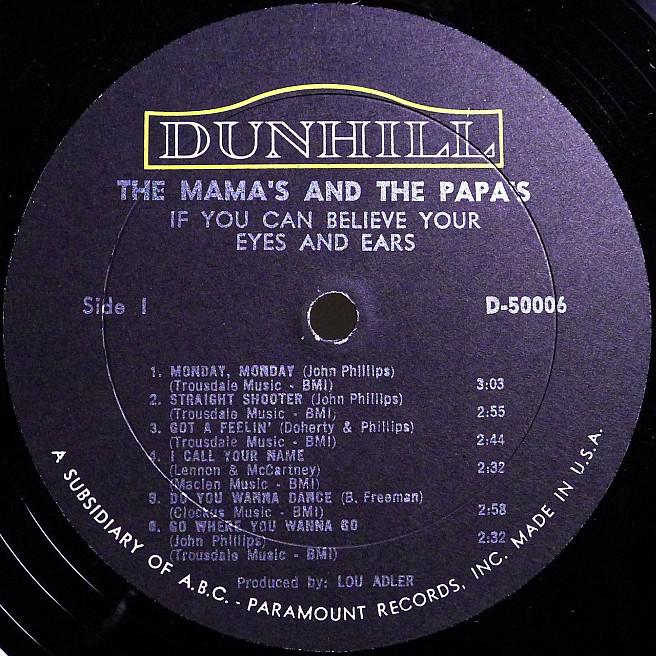 DUNHILL
THE MAMA'S AND THE PAPA'S
IF YOU CAN BELIEVE YOUR
EYES AND EARS
Side 1
D-50006
1. MONDAY, MONDAY (John Phillips)
(Trousdale Music - BMI) 3:03
2. STRAIGHT SHOOTER (John Phillips)
(Trousdale Music - BMI) 2:55
3. GOT A FEELIN' (Doherty & Phillips)
(Trousdale Music - BMI) 2:44
4. I CALL YOUR NAME
(Lennon & McCartney) 2:32
(Maclen Music - BMI)
5. DO YOU WANNA DANCE (B. Freeman)
(Clockus Music - BMI) 2:58
6. GO WHERE YOU WANNA GO
(John Phillips) 2:32
(Trousdale Music - BMI)
Produced by: LOU ADLER
A SUBSIDIARY OF A.B.C. - PARAMOUNT RECORDS, INC. MADE IN U.S.A.